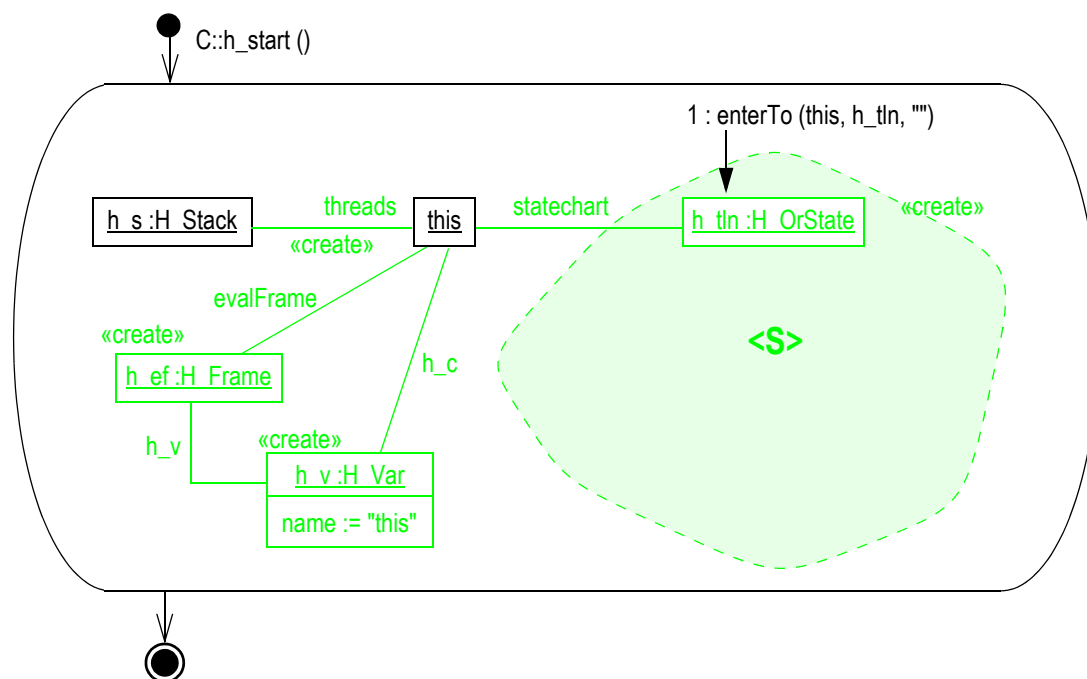 C::h_start ()
1 : enterTo (this, h_tln, "")
h_s :H_Stack
threads
«create»
this
statechart
h_tln :H_OrState
«create»
evalFrame
«create»
h_ef :H_Frame
<S>
h_c
h_v
«create»
h_v :H_Var
name := "this"